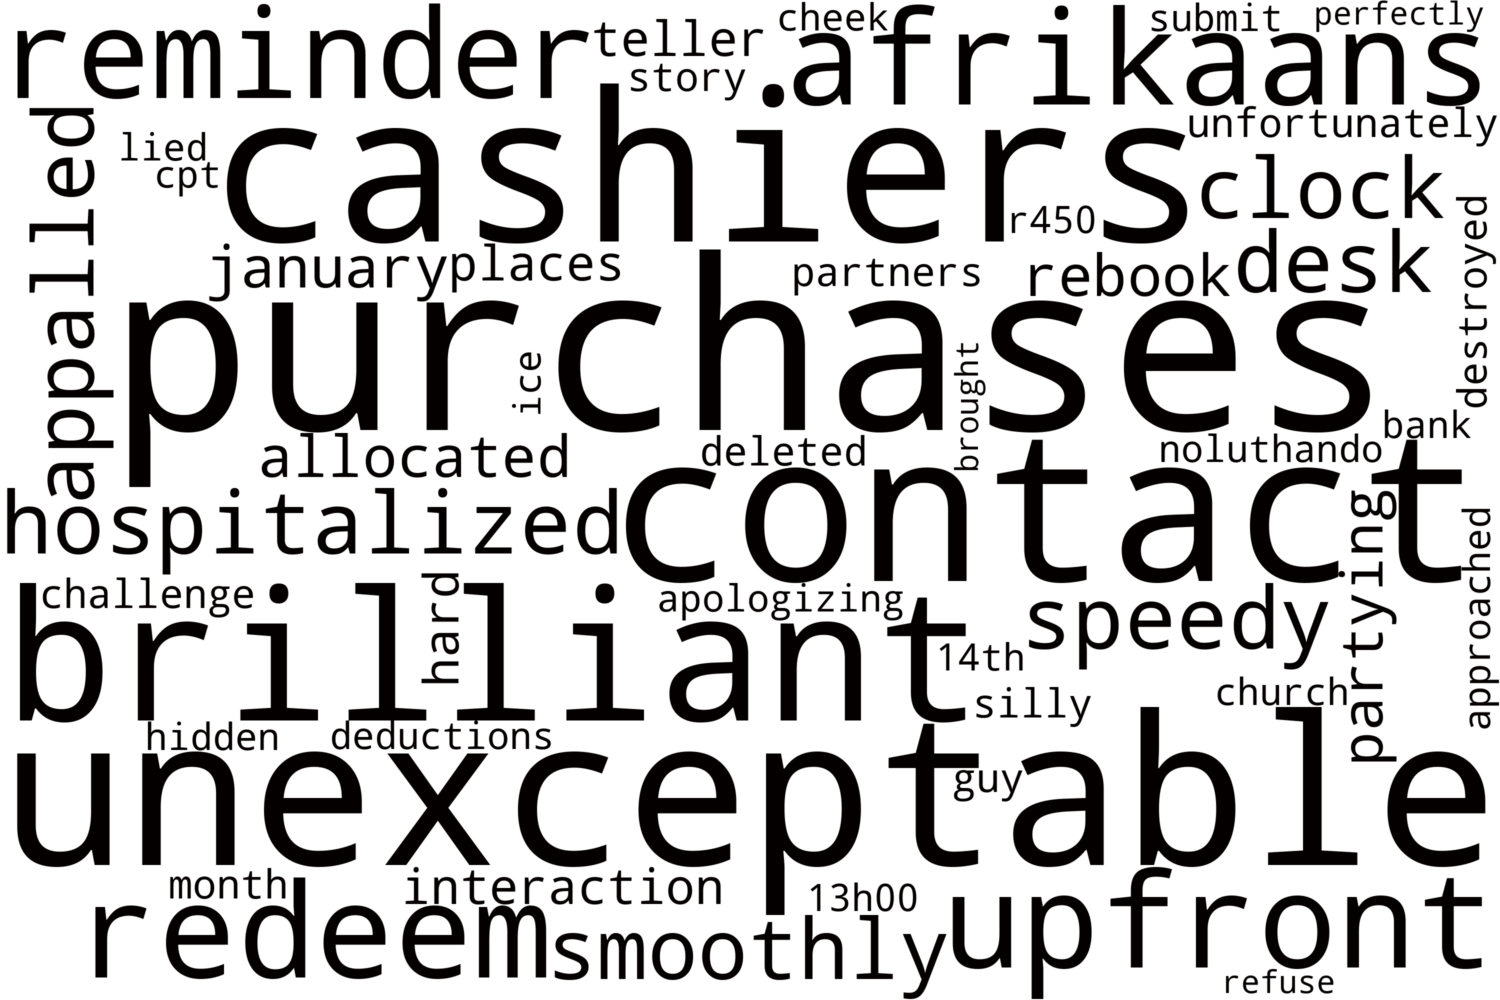 reminder
teller
cheek
afrikaans
submit
perfectly
story
appalled
lied
cpt
cashiers
unfortunately
clock
r450
january
places
partners
rebook
desk
destroyed
purchases
ice
brought
allocated
deleted
noluthando
bank
hospitalized
contact
partying
approached
challenge
hard
brilliant
apologizing
speedy
14th
silly
church
hidden
deductions
unexceptable
guy
month
interaction
13h00
redeem
smoothly
upfront
refuse